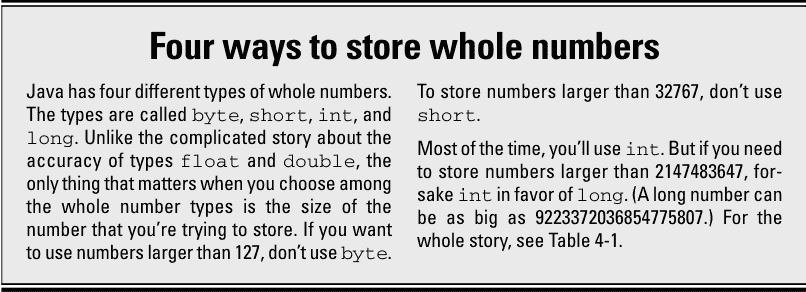 Four ways to store whole numbers
Java has four different types of whole numbers.
The types are called byte, short, int, and
long. Unlike the complicated story about the
accuracy of types float and double, the
only thing that matters when you choose among
the whole number types is the size of the
number that you're trying to store. If you want
to use numbers larger than 127, don't use byte.
To store numbers larger than 32767, don't use
short.
Most of the time, you'll use int. But if you need
to store numbers larger than 2147483647, for-
sake int in favor of long. (A long number can
be as big as 9223372036854775807.) For the
whole story, see Table 4-1.